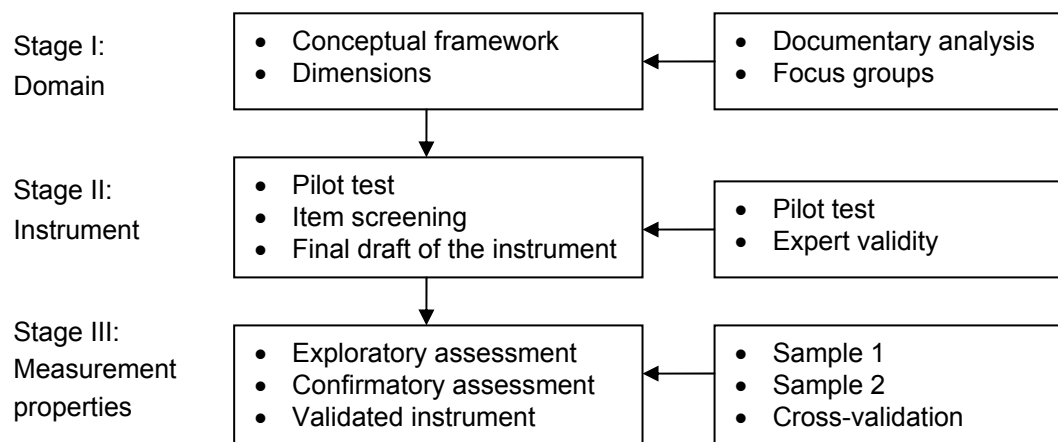 Stage I:
Domain
• Conceptual framework
• Dimensions
• Documentary analysis
• Focus groups
Stage II:
Instrument
• Pilot test
• Item screening
• Final draft of the instrument
• Pilot test
• Expert validity
Stage III:
Measurement
properties
• Exploratory assessment
• Confirmatory assessment
• Validated instrument
• Sample 1
• Sample 2
• Cross-validation